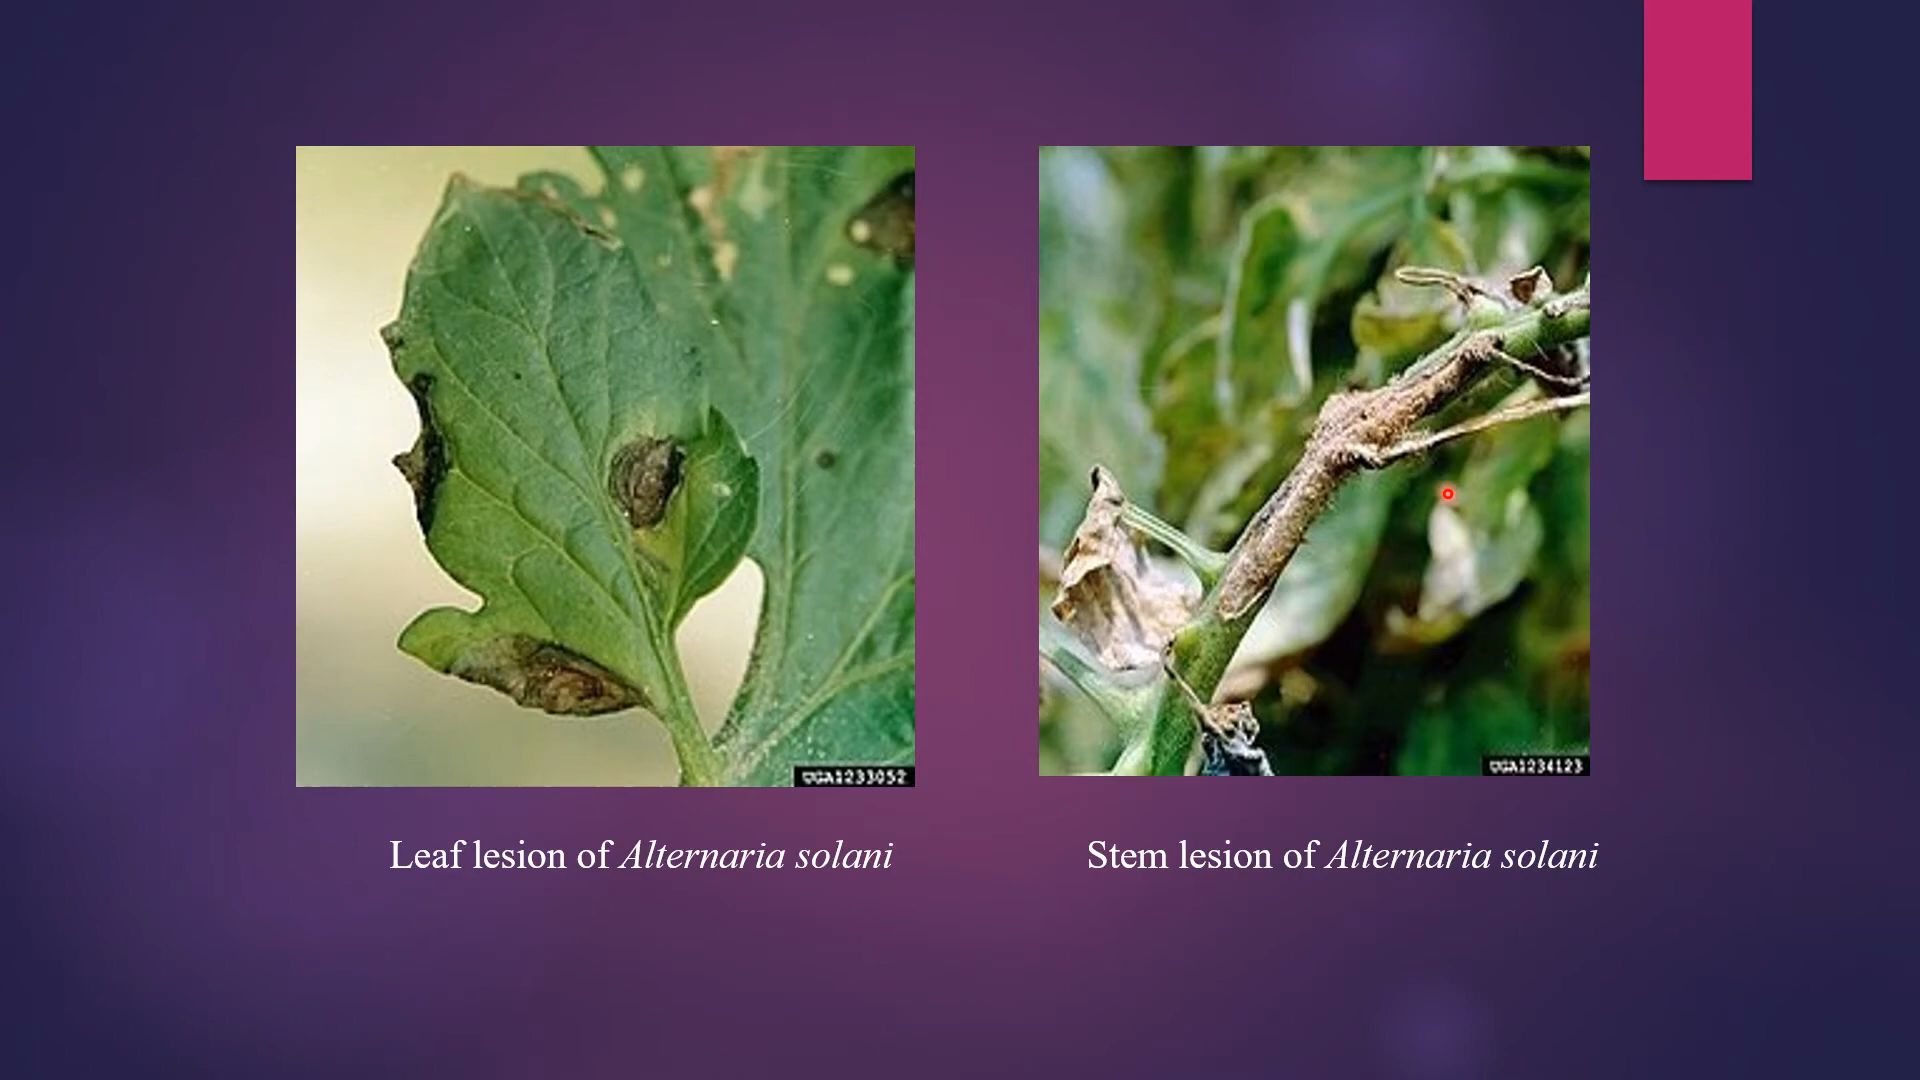 UGA1233052
UGA1234123
Leaf lesion of Alternaria solani
Stem lesion of Alternaria solani